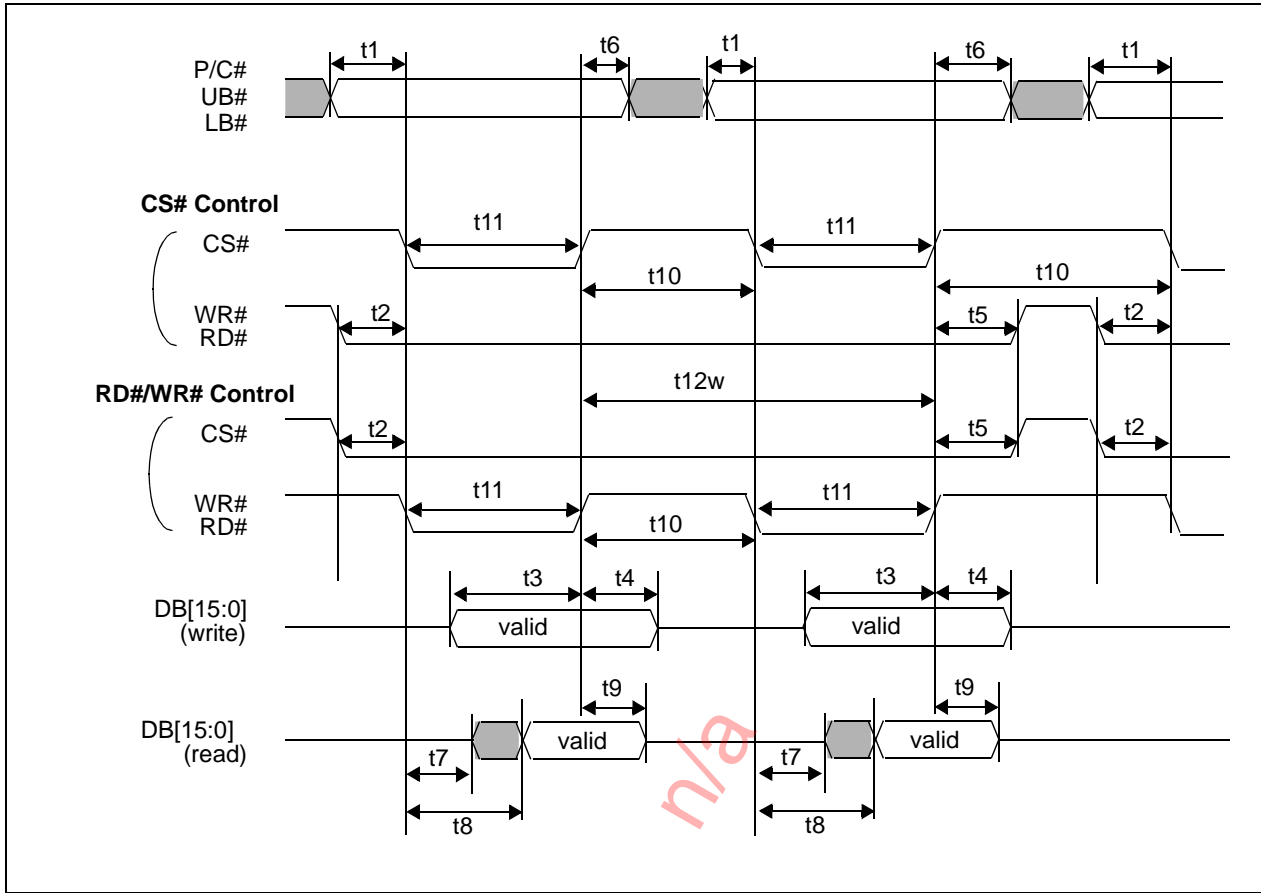 t1 t6 t1 t6 t1
P/C#
UB#
LB#
CS# Control
t11 t11
CS#
t10 t10
WR# t2 t5 t2
RD#
t12w
RD#/WR# Control
CS# t2 t5 t2
t11 t11
WR#
RD# t10 t10
t3 t4 t3 t4
DB[15:0]
(write) valid valid
t9 t9
DB[15:0]
(read) valid valid
t7 t7
t8 t8
n/a